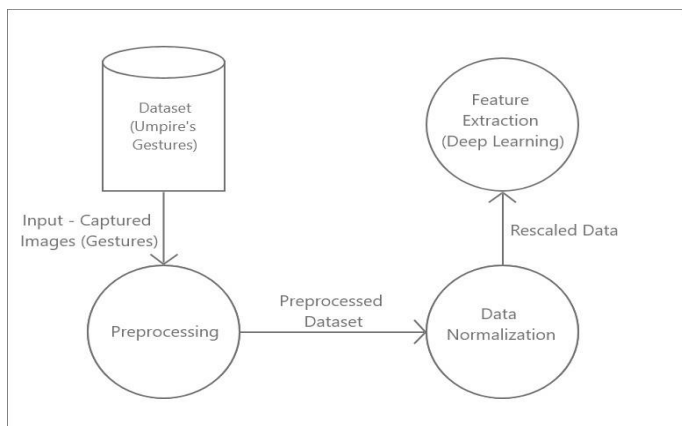 Dataset
(Umpire's
Gestures)
Input - Captured
Images (Gestures)
Preprocessing
Preprocessed
Dataset
Data
Normalization
Rescaled Data
Feature
Extraction
(Deep Learning)